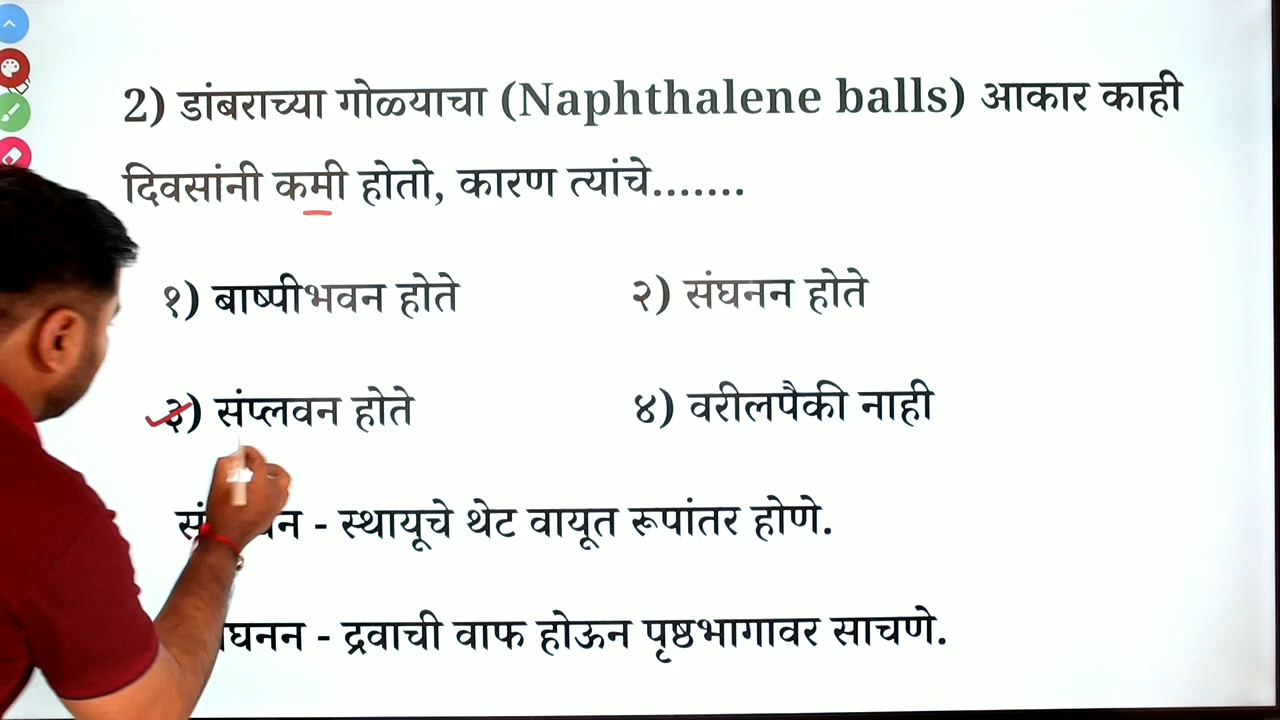 2) डांबराच्या गोळ्याचा (Naphthalene balls) आकार काही
दिवसांनी कमी होतो, कारण त्यांचे.......
१) बाष्पीभवन होते २) संघनन होते
३) संप्लवन होते ४) वरीलपैकी नाही
- स्थायूचे थेट वायूत रूपांतर होणे.
- द्रवाची वाफ होऊन पृष्ठभागावर साचणे.